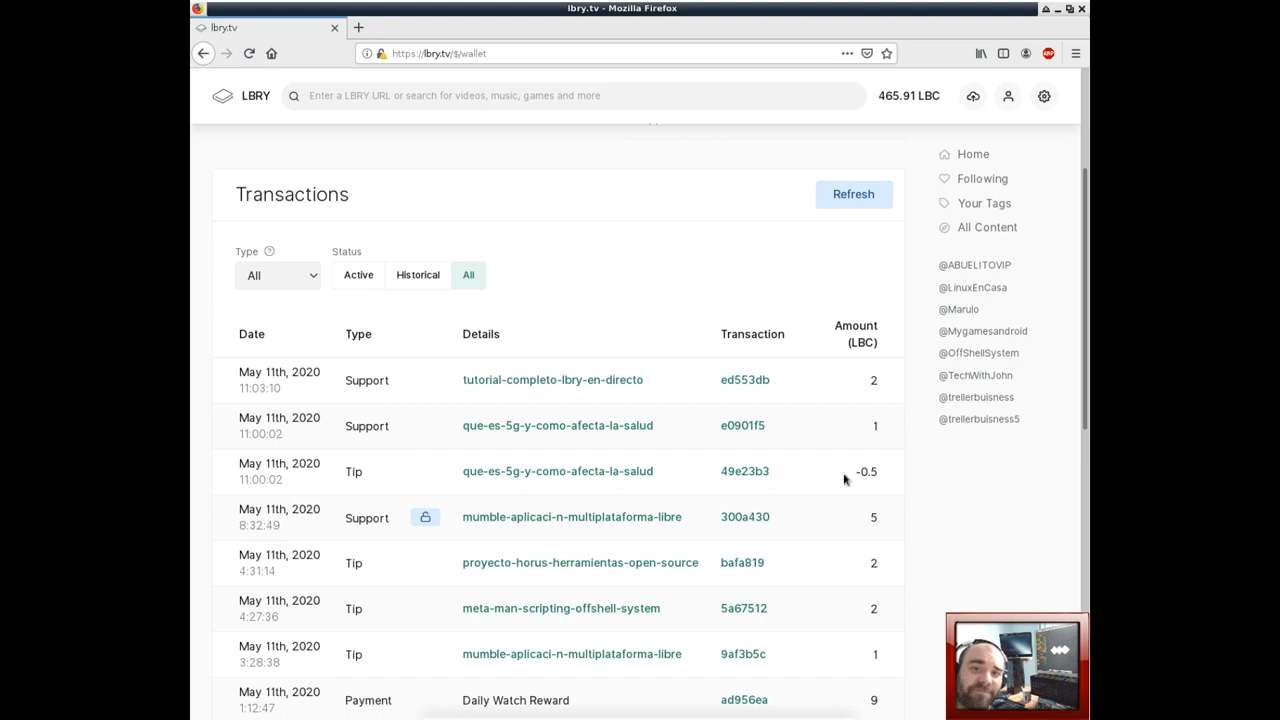 lbry.tv - Mozilla Firefox
lbry.tv
https://lbry.tv/$/wallet
ABP
LBRY
Enter a LBRY URL or search for videos, music, games and more
465.91 LBC
Home
Following
Your Tags
All Content
@ABUELITOVIP
@LinuxEnCasa
@Marulo
@Mygamesandroid
@OffShellSystem
@TechWithJohn
@trellerbuisness
@trellerbuisness5
Transactions
Refresh
Type
Status
All
Active Historical All
Date Type Details Transaction Amount (LBC)
May 11th, 2020 11:03:10 Support tutorial-completo-lbry-en-directo ed553db 2
May 11th, 2020 11:00:02 Support que-es-5g-y-como-afecta-la-salud e0901f5 1
May 11th, 2020 11:00:02 Tip que-es-5g-y-como-afecta-la-salud 49e23b3 -0.5
May 11th, 2020 8:32:49 Support mumble-aplicaci-n-multiplataforma-libre 300a430 5
May 11th, 2020 4:31:14 Tip proyecto-horus-herramientas-open-source bafa819 2
May 11th, 2020 4:27:36 Tip meta-man-scripting-offshell-system 5a67512 2
May 11th, 2020 3:28:38 Tip mumble-aplicaci-n-multiplataforma-libre 9af3b5c 1
May 11th, 2020 1:12:47 Payment Daily Watch Reward ad956ea 9